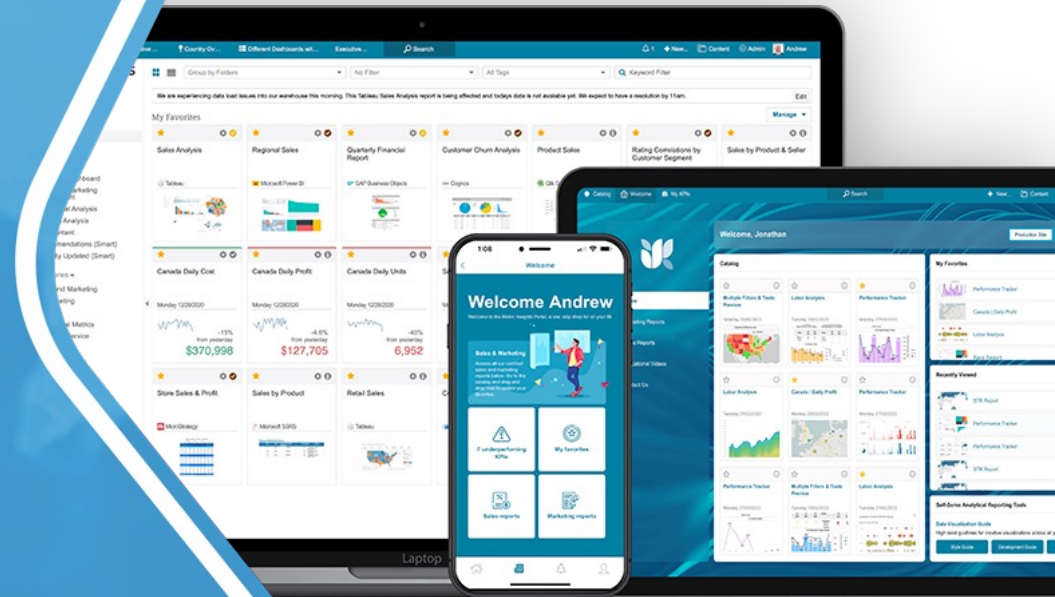 Country Ov...
Different Dashboards wit...
Executive...
Search
1
New...
Content
Admin
Andrew
Group by Folders
No Filter
All Tags
Keyword Filter
We are experiencing data load issues into our warehouse this morning. This Tableau Sales Analysis report is being affected and todays data is not available yet. We expect to have a resolution by 11am.
Edit
My Favorites
Manage
Sales Analysis
Regional Sales
Quarterly Financial
Report
Customer Churn Analysis
Product Sales
Rating Convictions by
Customer Segment
Sales by Product & Seller
Tableau
Microsoft Power BI
SAP Business Objects
Cognos
Canada Daily Cost
Canada Daily Profit
Canada Daily Units
Monday 12/28/2020
Monday 12/28/2020
Monday 12/28/2020
-15%
from yesterday
$370,998
-4.6%
from yesterday
$127,705
-40%
from yesterday
6,952
Store Sales & Profit
Sales by Product
Retail Sales
MicroStrategy
Microsoft SSRS
Tableau
Laptop
1:08
Welcome
Welcome Andrew
Sales & Marketing
7 underperforming
KPIs
My favorites
Sales reports
Marketing reports
Catalog
Welcome
My KPIs
Search
New...
Content
Welcome, Jonathan
Production Site
Catalog
Multiple Filters & Tools
Preview
Labor Analysis
Performance Tracker
Labor Analysis
Canada | Daily Profit
Performance Tracker
Performance Tracker
Multiple Filters & Tools
Preview
Labor Analysis
My Favorites
Performance Tracker
Canada | Daily Profit
Labor Analysis
Recently Viewed
STR Report
Performance Tracker
Performance Tracker
STR Report
Self-Serve Analytical Reporting Tools
Data Visualization Guide
Style Guide
Development Guide